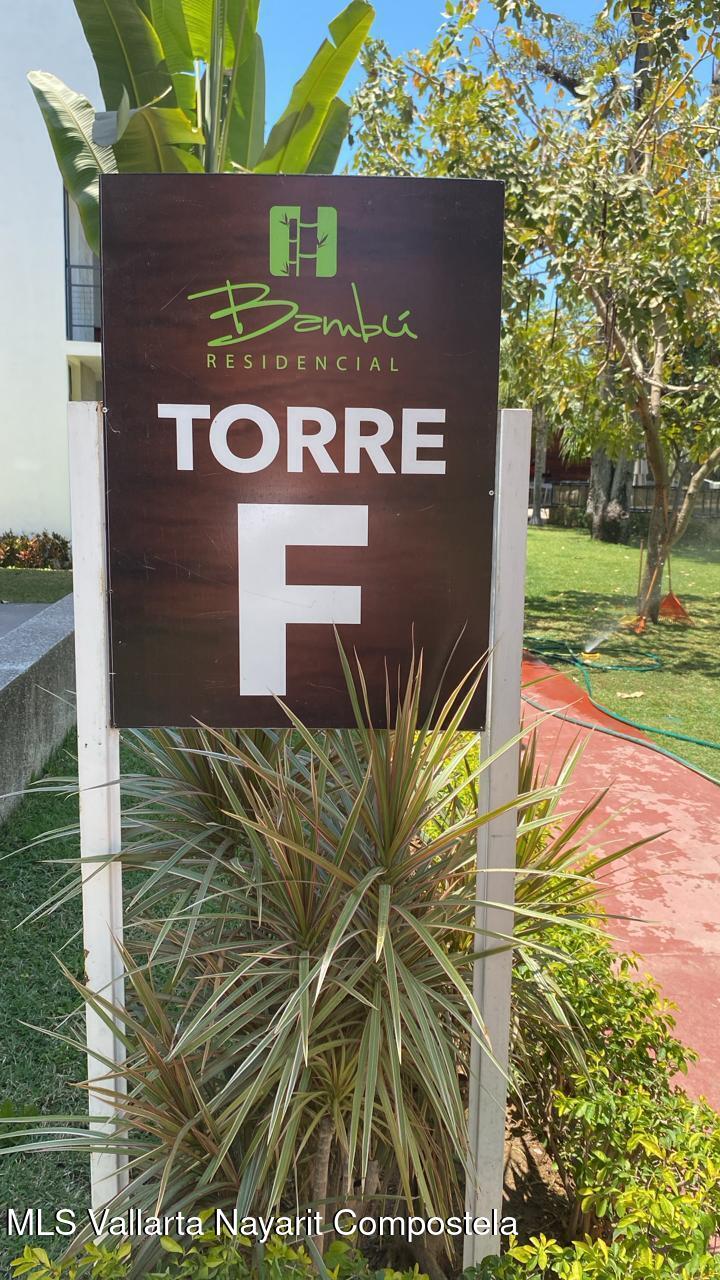 Bambú
RESIDENCIAL
TORRE
F
MLS Vallarta Nayarit Compostela